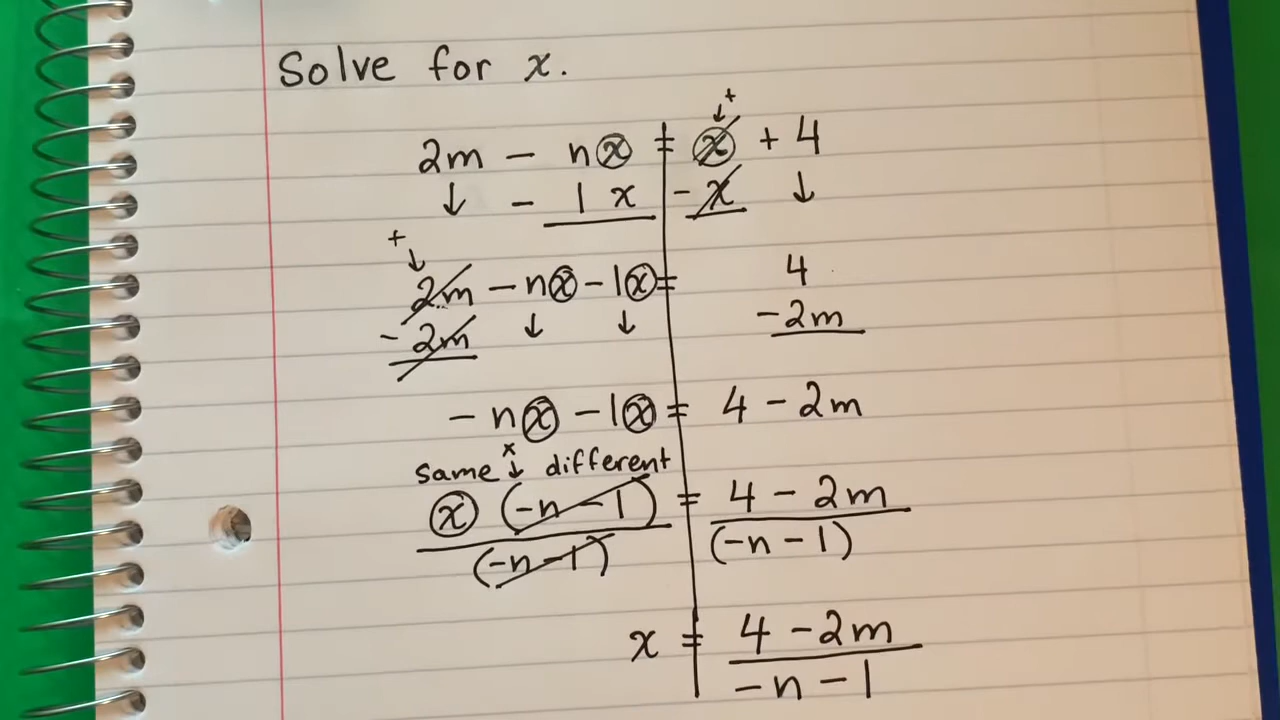 Solve for x.
+
↓
2m - nx = x + 4
↓ - 1x - x ↓
+
↓
2m - nx - 1x = 4
- 2m ↓ ↓ - 2m
- nx - 1x = 4 - 2m
same × ↓ different
x (-n - 1) = 4 - 2m
(-n - 1) (-n - 1)
x = 4 - 2m
-n - 1